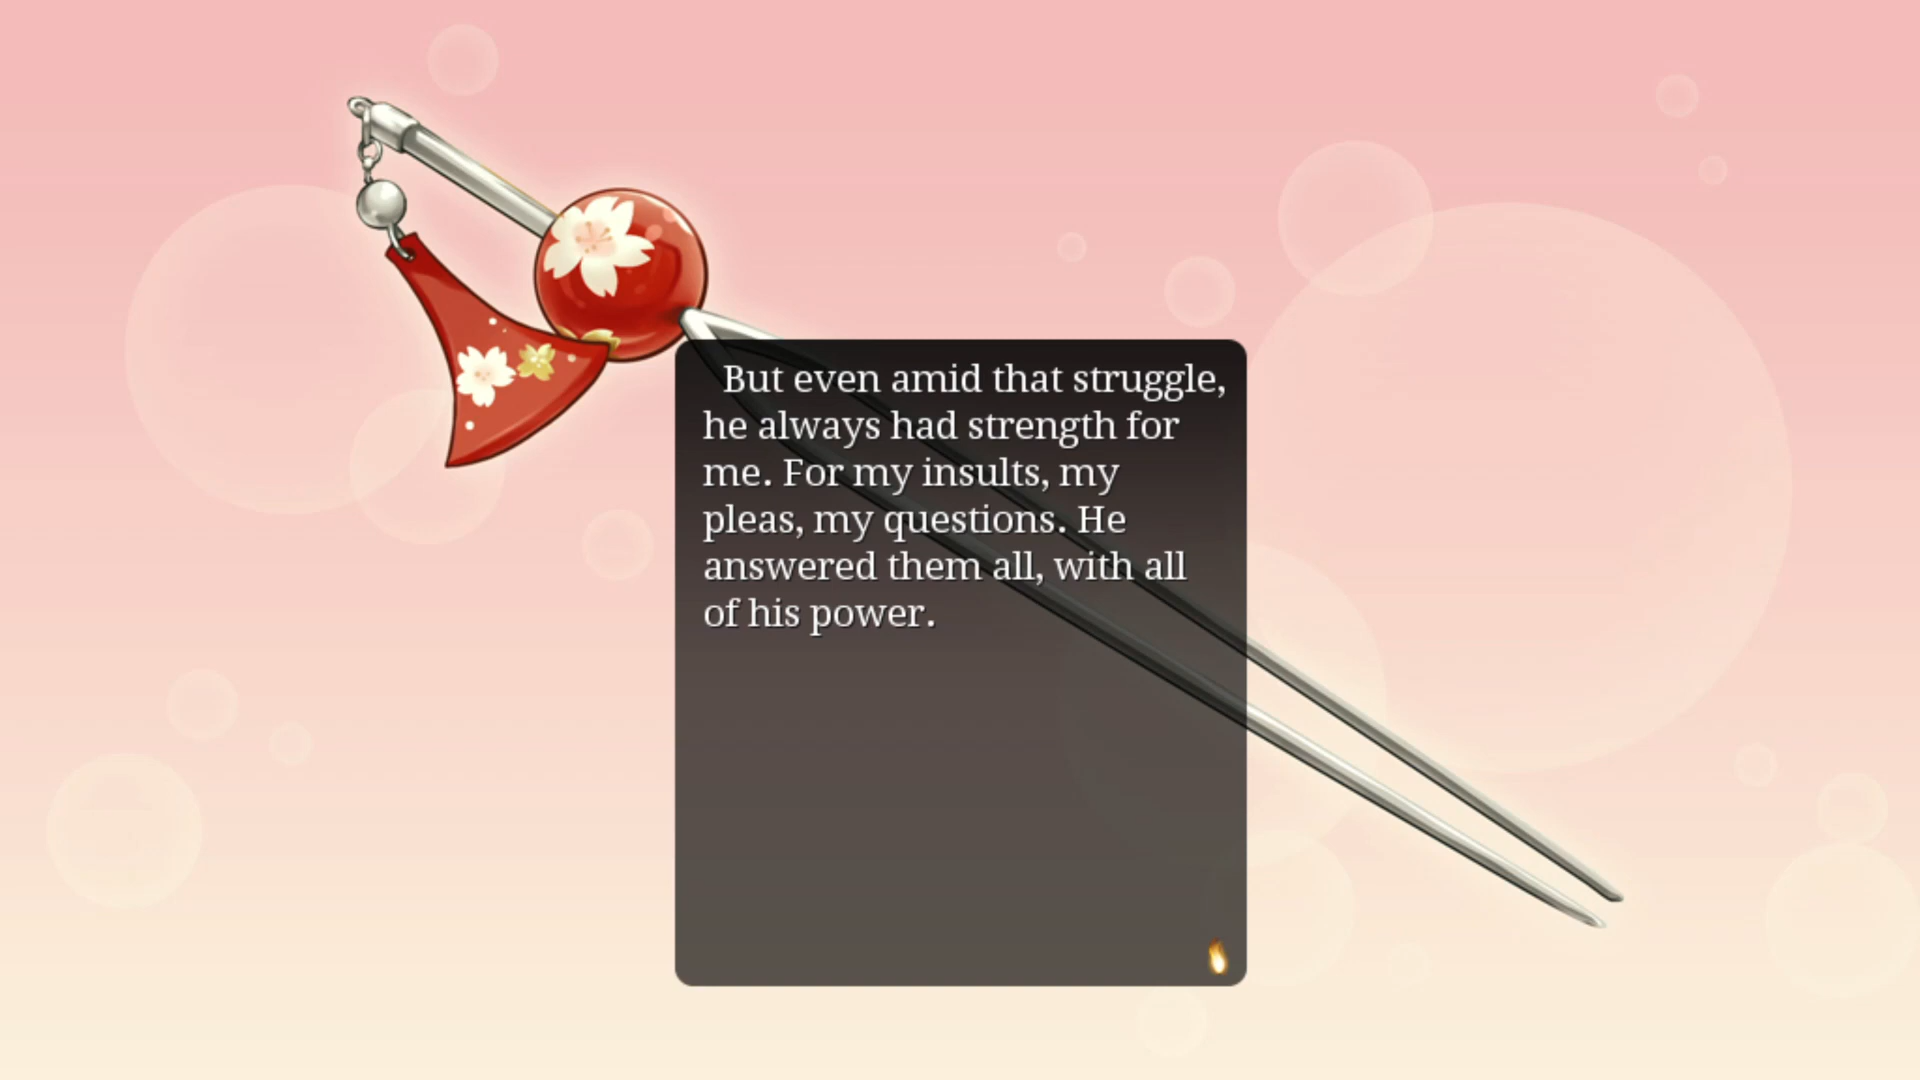 But even amid that struggle,
he always had strength for
me. For my insults, my
pleas, my questions. He
answered them all, with all
of his power.